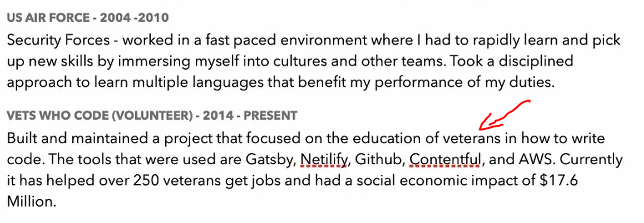 US AIR FORCE - 2004 -2010
Security Forces - worked in a fast paced environment where I had to rapidly learn and pick
up new skills by immersing myself into cultures and other teams. Took a disciplined
approach to learn multiple languages that benefit my performance of my duties.
VETS WHO CODE (VOLUNTEER) - 2014 - PRESENT
Built and maintained a project that focused on the education of veterans in how to write
code. The tools that were used are Gatsby, Netilify, Github, Contentful, and AWS. Currently
it has helped over 250 veterans get jobs and had a social economic impact of $17.6
Million.